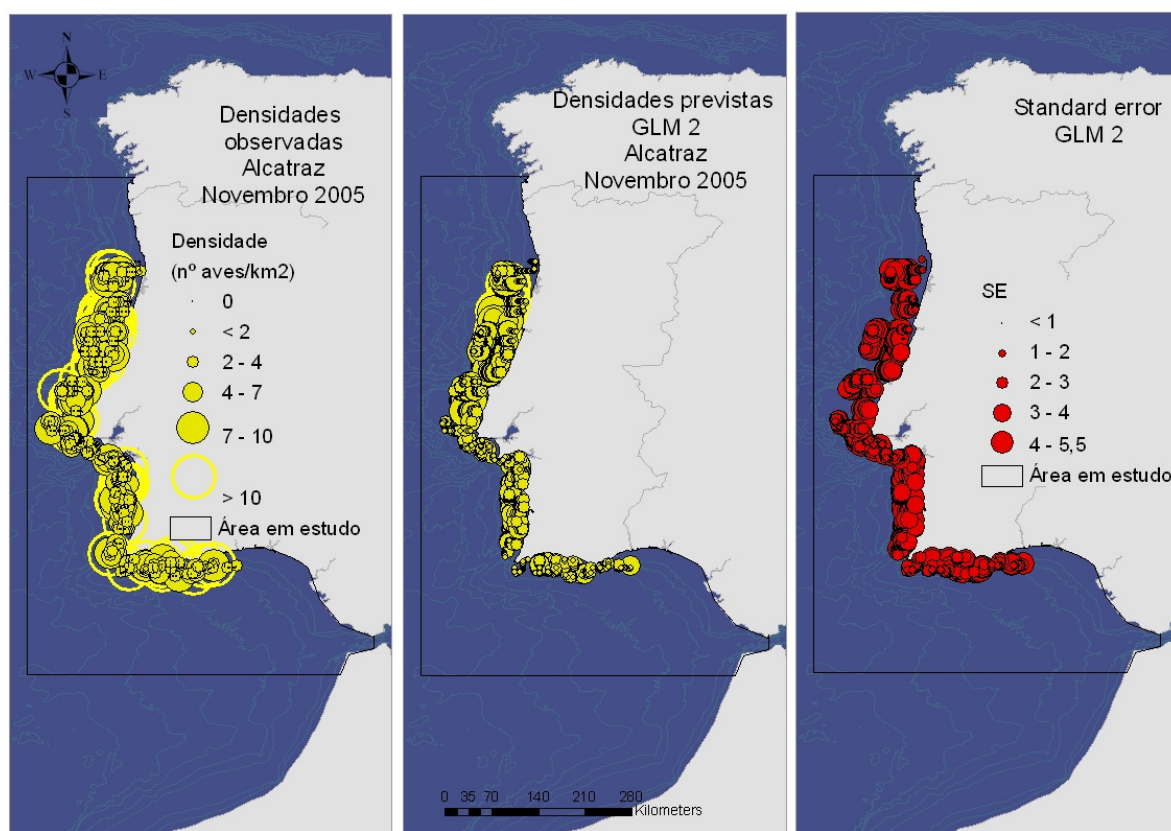 N
W E
S
Densidades
observadas
Alcatraz
Novembro 2005
Densidade
(nº aves/km2)
0
< 2
2 - 4
4 - 7
7 - 10
> 10
Área em estudo
Densidades previstas
GLM 2
Alcatraz
Novembro 2005
0 35 70 140 210 280
Kilometers
Standard error
GLM 2
SE
< 1
1 - 2
2 - 3
3 - 4
4 - 5,5
Área em estudo